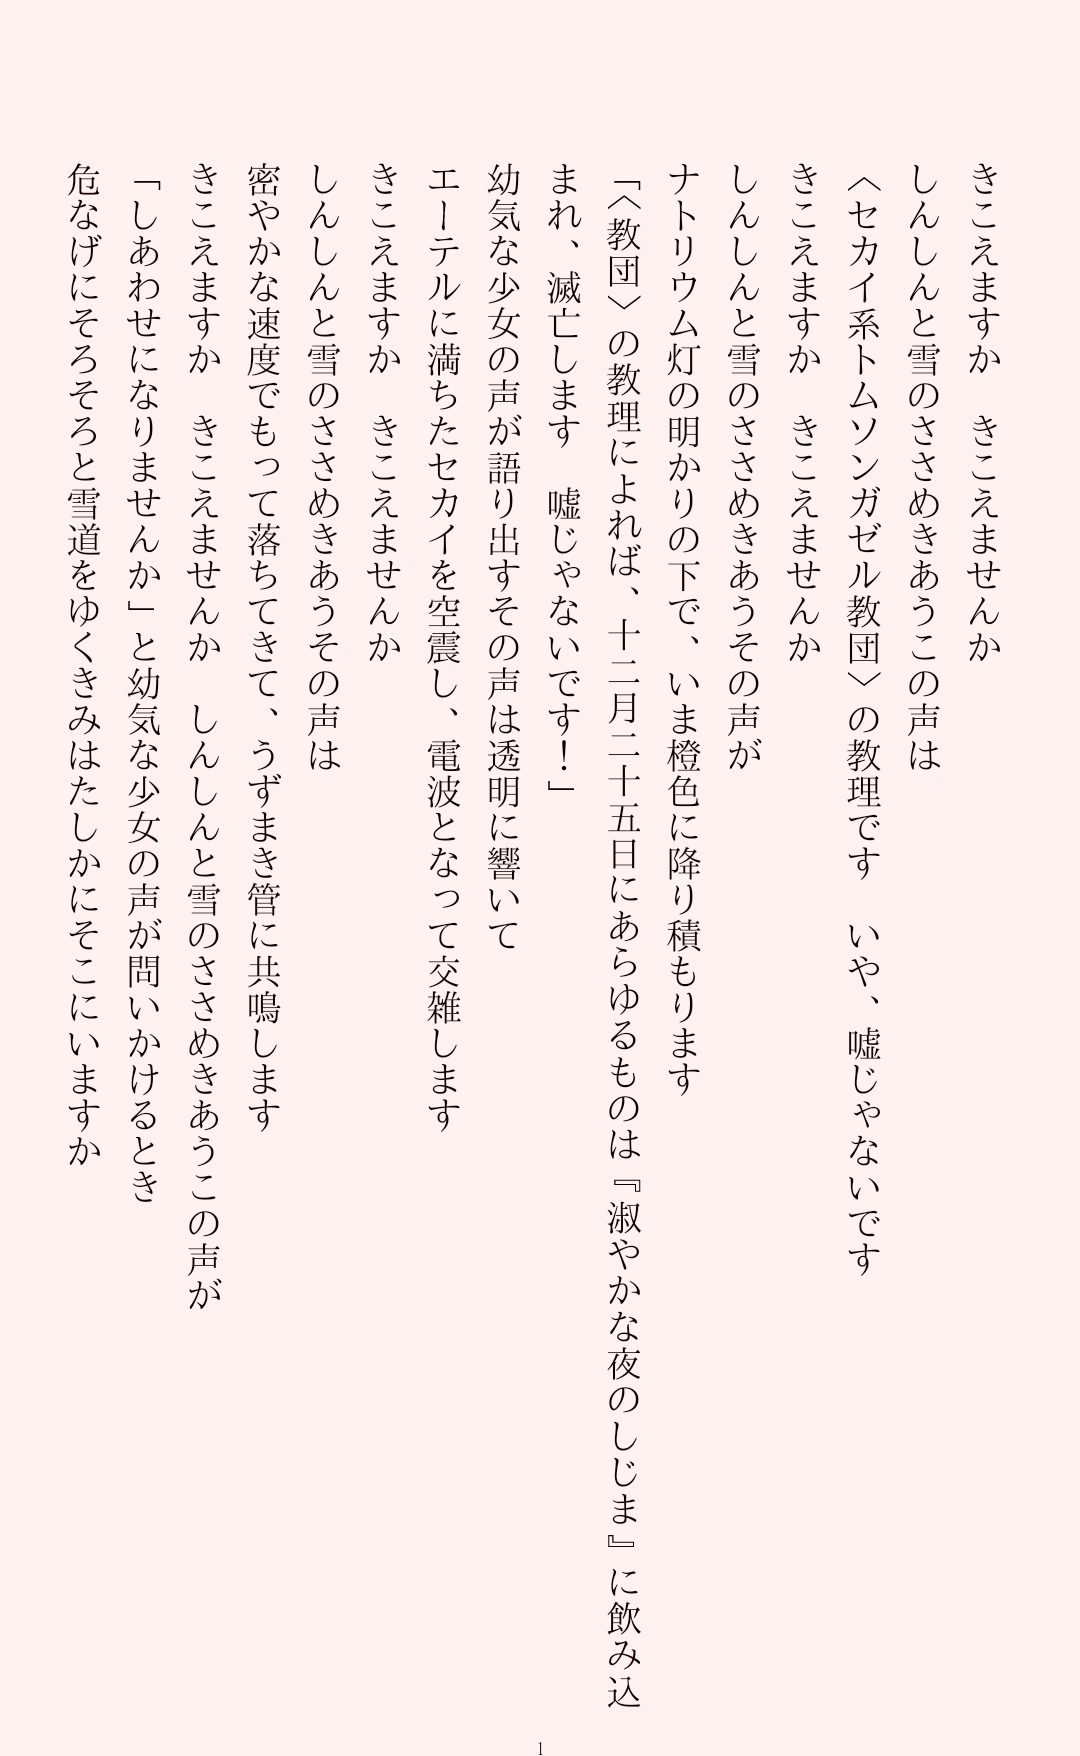 きこえますか　きこえませんか
しんしんと雪のささめきあうこの声は
〈セカイ系トムソンガゼル教団〉の教理です　いや、嘘じゃないです
きこえますか　きこえませんか
しんしんと雪のささめきあうその声が
ナトリウム灯の明かりの下で、いま橙色に降り積もります
「〈教団〉の教理によれば、十二月二十五日にあらゆるものは『淑やかな夜のしじま』に飲み込
まれ、滅亡します　嘘じゃないです！」
幼気な少女の声が語り出すその声は透明に響いて
エーテルに満ちたセカイを空震し、電波となって交雑します
きこえますか　きこえませんか
しんしんと雪のささめきあうその声は
密やかな速度でもって落ちてきて、うずまき管に共鳴します
きこえますか　きこえませんか　しんしんと雪のささめきあうこの声が
「しあわせになりませんか」と幼気な少女の声が問いかけるとき
危なげにそろそろと雪道をゆくきみはたしかにそこにいますか
1